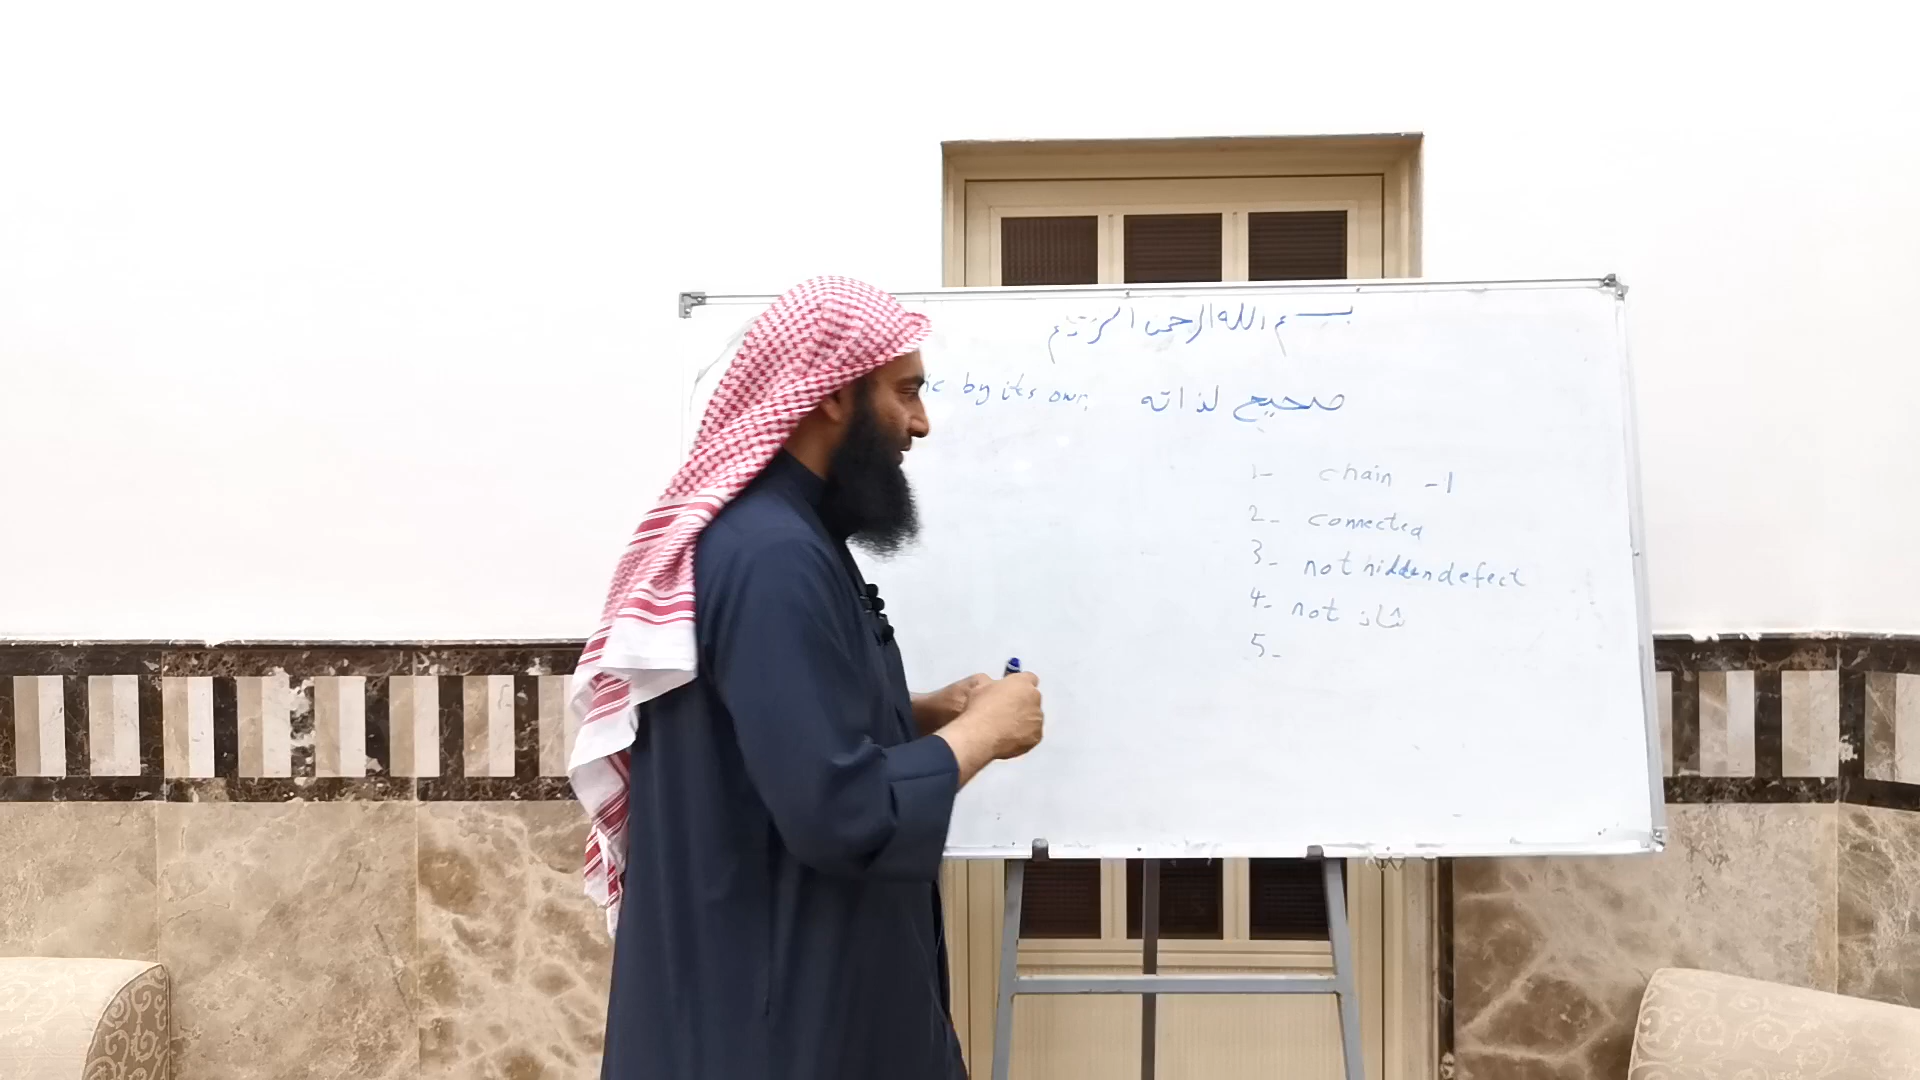 بسم الله الرحمن الرحيم
ic by its own صحيح لذاته
1- chain -1
2- connected
3- not hidden defect
4- not شاذ
5-